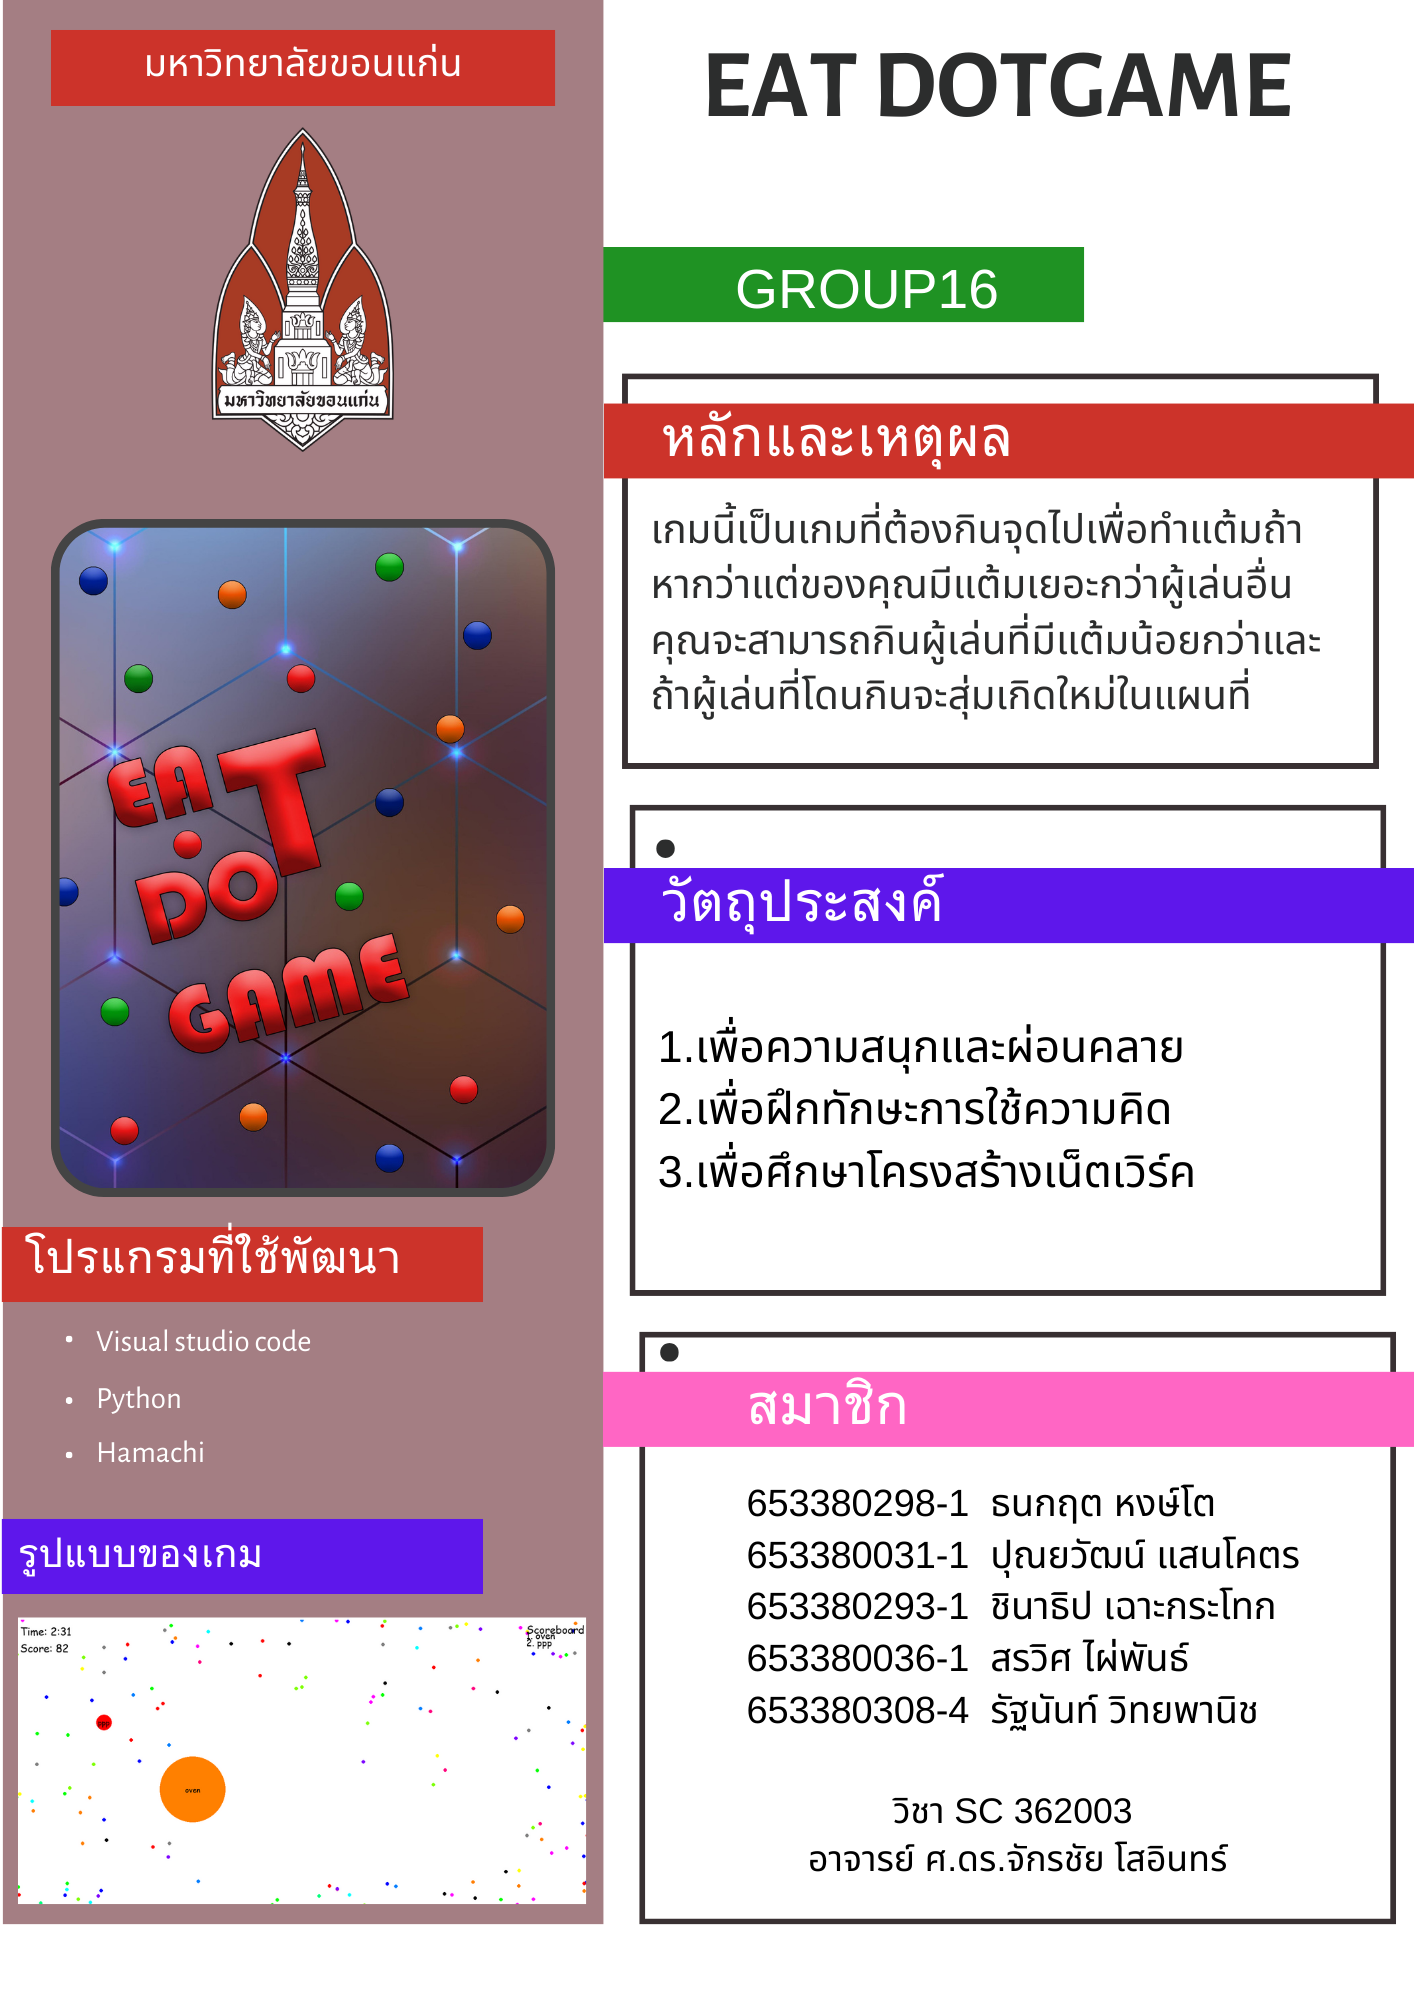 มหาวิทยาลัยขอนแก่น
มหาวิทยาลัยขอนแก่น
EAT
DOT
GAME
โปรแกรมที่ใช้พัฒนา
• Visual studio code
• Python
• Hamachi
รูปแบบของเกม
Time: 2:31
Score: 82
Scoreboard
1. oven
2. ppp
ppp
oven
EAT DOTGAME
GROUP16
หลักและเหตุผล
เกมนี้เป็นเกมที่ต้องกินจุดไปเพื่อทำแต้มถ้า
หากว่าแต่ของคุณมีแต้มเยอะกว่าผู้เล่นอื่น
คุณจะสามารถกินผู้เล่นที่มีแต้มน้อยกว่าและ
ถ้าผู้เล่นที่โดนกินจะสุ่มเกิดใหม่ในแผนที่
วัตถุประสงค์
1.เพื่อความสนุกและผ่อนคลาย
2.เพื่อฝึกทักษะการใช้ความคิด
3.เพื่อศึกษาโครงสร้างเน็ตเวิร์ค
สมาชิก
653380298-1 ธนกฤต หงษ์โต
653380031-1 ปุณยวัฒน์ แสนโคตร
653380293-1 ชินาธิป เฉาะกระโทก
653380036-1 สรวิศ ไผ่พันธ์
653380308-4 รัฐนันท์ วิทยพานิช
วิชา SC 362003
อาจารย์ ศ.ดร.จักรชัย โสอินทร์